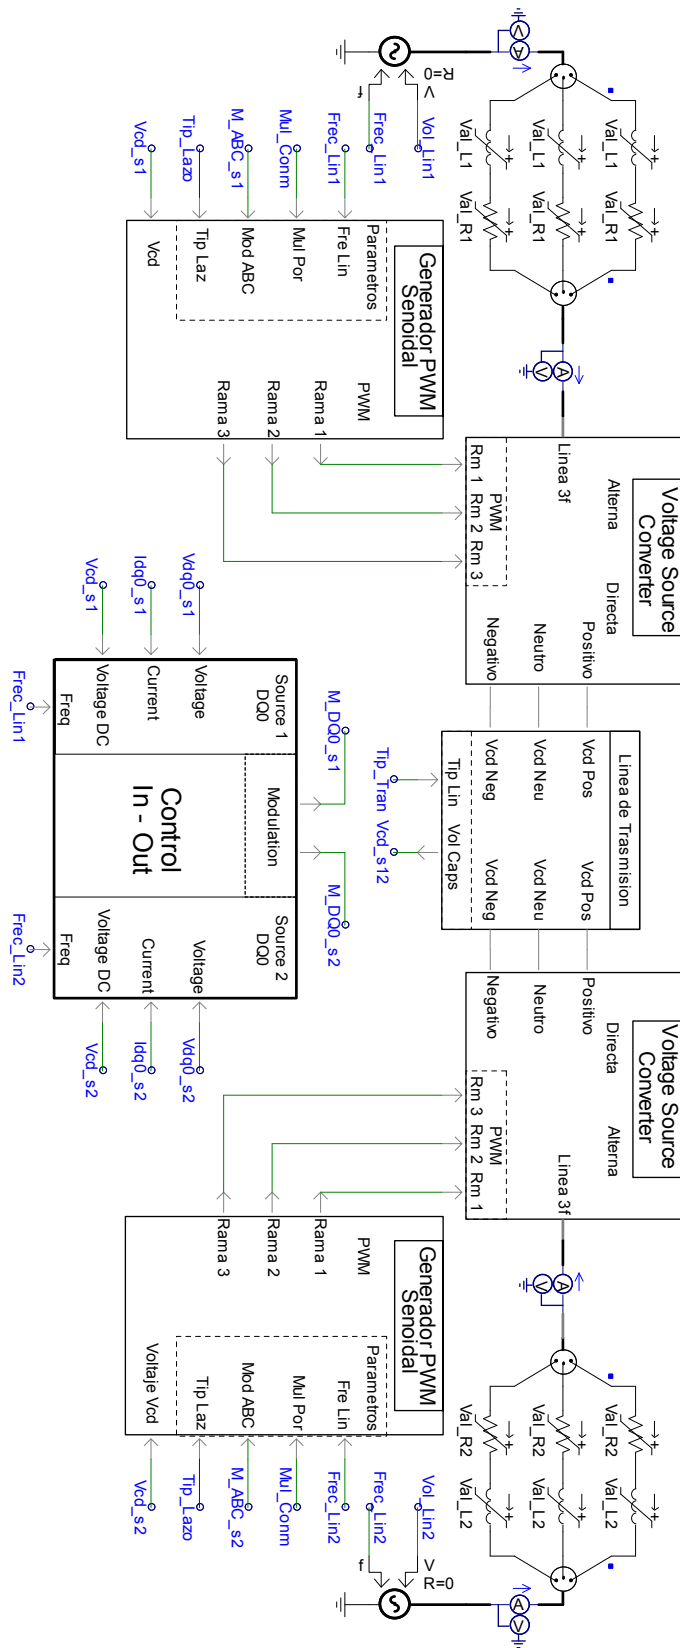 V
A
R=0
V
f
Vol_Lin1
Frec_Lin1
Val_L1
Val_R1
Val_L1
Val_R1
Val_L1
Val_R1
A
V
Frec_Lin1
Mul_Conm
M_ABC_s1
Tip_Lazo
Vcd_s1
Generador PWM
Senoidal
Parametros
Fre Lin
Mul Por
Mod ABC
Tip Laz
Vcd
PWM
Rama 1
Rama 2
Rama 3
Voltage Source
Converter
Alterna
Directa
Linea 3f
PWM
Rm 1
Rm 2
Rm 3
Positivo
Neutro
Negativo
Linea de Trasmision
Vcd Pos
Vcd Pos
Vcd Neu
Vcd Neu
Vcd Neg
Vcd Neg
Tip Lin
Vol Caps
Tip_Tran
Vcd_s12
Voltage Source
Converter
Directa
Alterna
Positivo
Neutro
Negativo
Linea 3f
PWM
Rm 3
Rm 2
Rm 1
M_DQ0_s1
M_DQ0_s2
Vdq0_s1
Idq0_s1
Vcd_s1
Frec_Lin1
Source 1
DQ0
Voltage
Current
Voltage DC
Freq
Modulation
Control
In - Out
Source 2
DQ0
Voltage
Current
Voltage DC
Freq
Vdq0_s2
Idq0_s2
Vcd_s2
Frec_Lin2
Generador PWM
Senoidal
PWM
Rama 1
Rama 2
Rama 3
Parametros
Fre Lin
Mul Por
Mod ABC
Tip Laz
Voltaje Vcd
Frec_Lin2
Mul_Conm
M_ABC_s2
Tip_Lazo
Vcd_s2
A
V
Val_R2
Val_L2
Val_R2
Val_L2
Val_R2
Val_L2
Vol_Lin2
Frec_Lin2
V
f
R=0
A
V